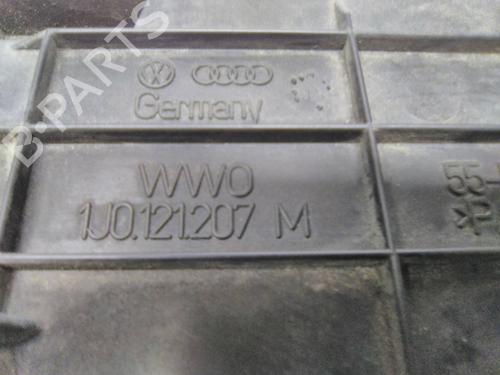 B-PARTS
Germany
WWO
1J0.121.207 M
55-